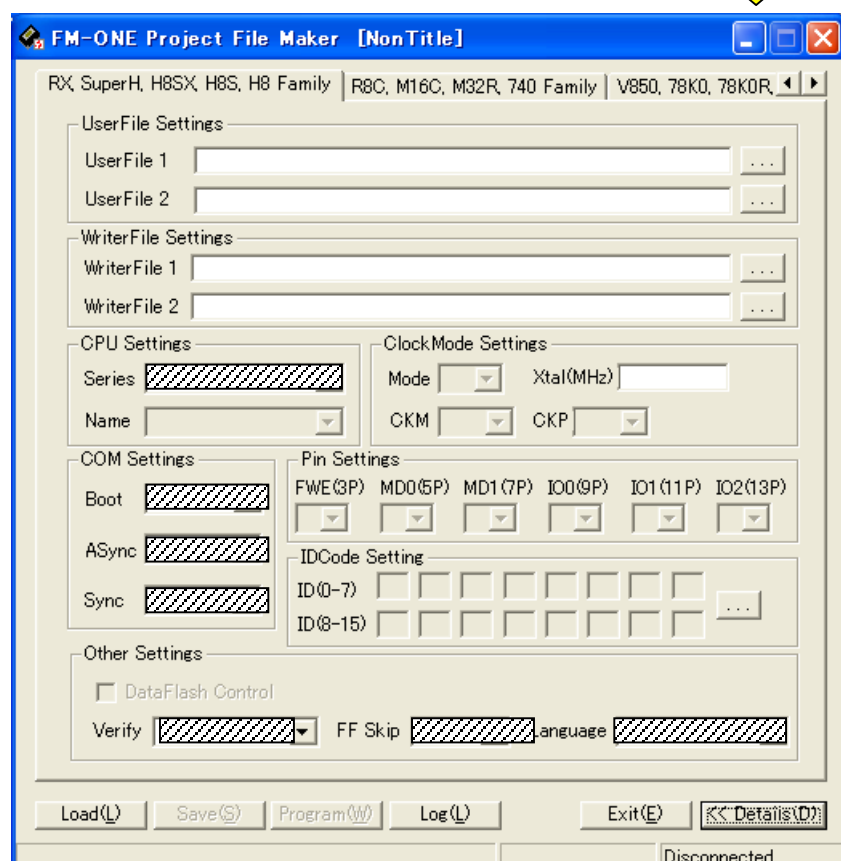 FM-ONE Project File Maker [NonTitle]
RX, SuperH, H8SX, H8S, H8 Family R8C, M16C, M32R, 740 Family V850, 78K0, 78K0R,
UserFile Settings
UserFile 1 ...
UserFile 2 ...
WriterFile Settings
WriterFile 1 ...
WriterFile 2 ...
CPU Settings ClockMode Settings
Series Mode Xtal(MHz)
Name CKM CKP
COM Settings Pin Settings
Boot FWE(3P) MD0(5P) MD1(7P) IO0(9P) IO1(11P) IO2(13P)
ASync IDCode Setting
Sync ID(0-7) ...
ID(8-15)
Other Settings
DataFlash Control
Verify FF Skip Language
Load(L) Save(S) Program(W) Log(L) Exit(E) << Details(D)
Disconnected